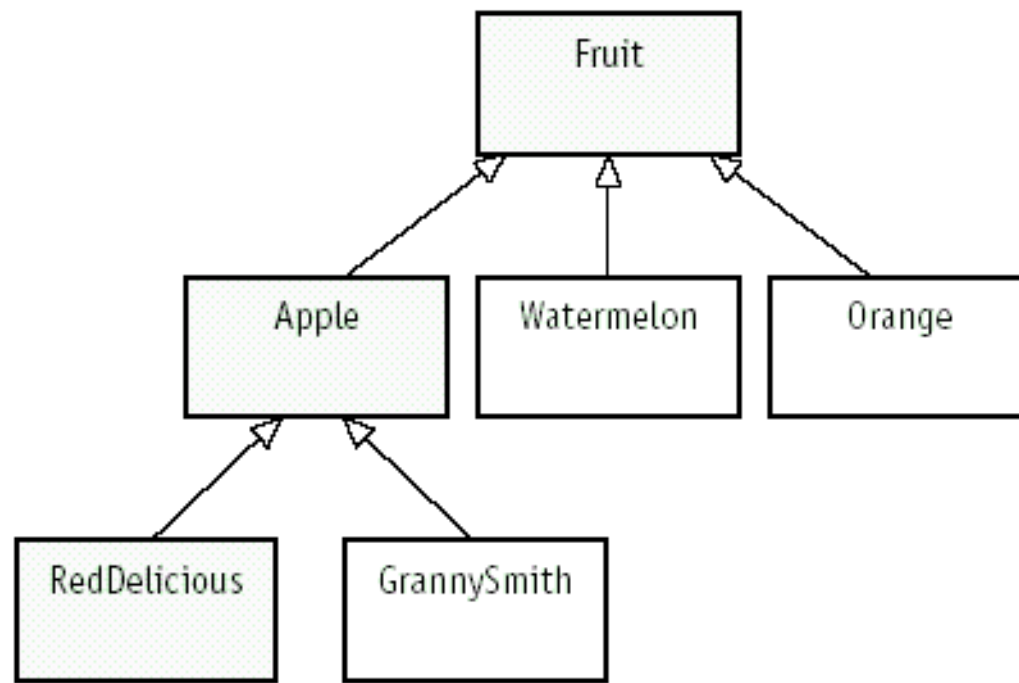 Fruit
Apple
Watermelon
Orange
RedDelicious
GrannySmith